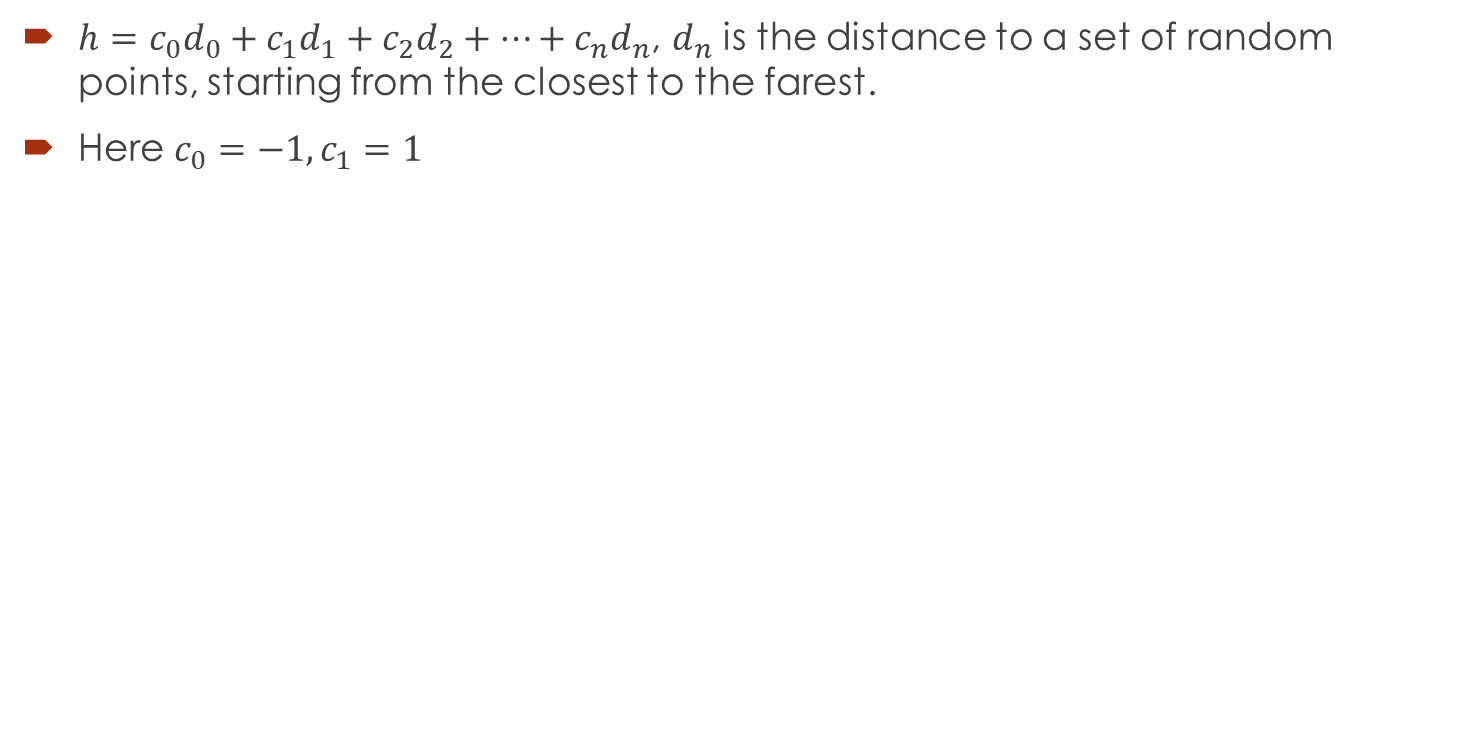 h = c₀d₀ + c₁d₁ + c₂d₂ + ⋯ + cₙdₙ, dₙ is the distance to a set of random
points, starting from the closest to the farest.
Here c₀ = −1, c₁ = 1